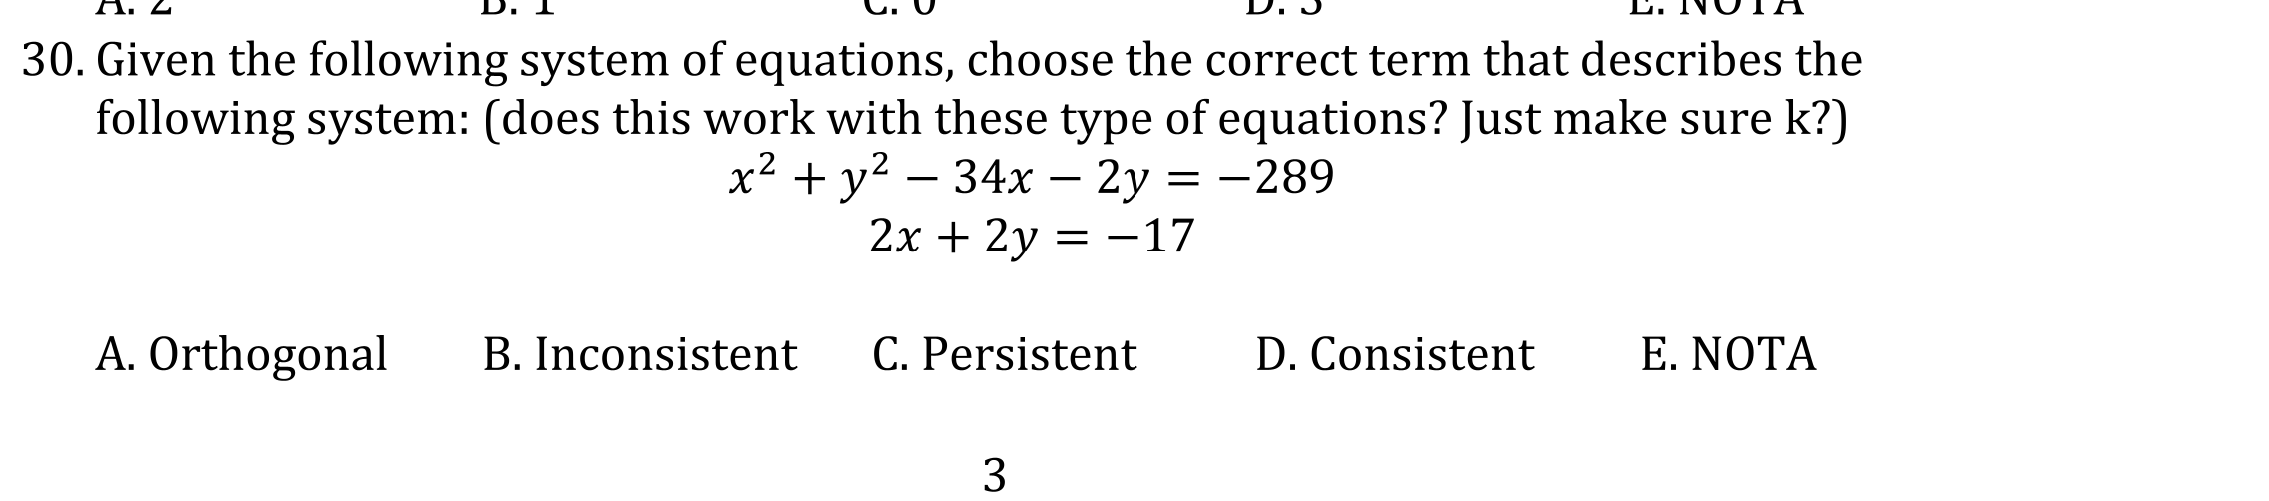 A. 2 B. 1 C. 0 D. 3 E. NOTA
30. Given the following system of equations, choose the correct term that describes the
following system: (does this work with these type of equations? Just make sure k?)
x² + y² − 34x − 2y = −289
2x + 2y = −17
A. Orthogonal B. Inconsistent C. Persistent D. Consistent E. NOTA
3